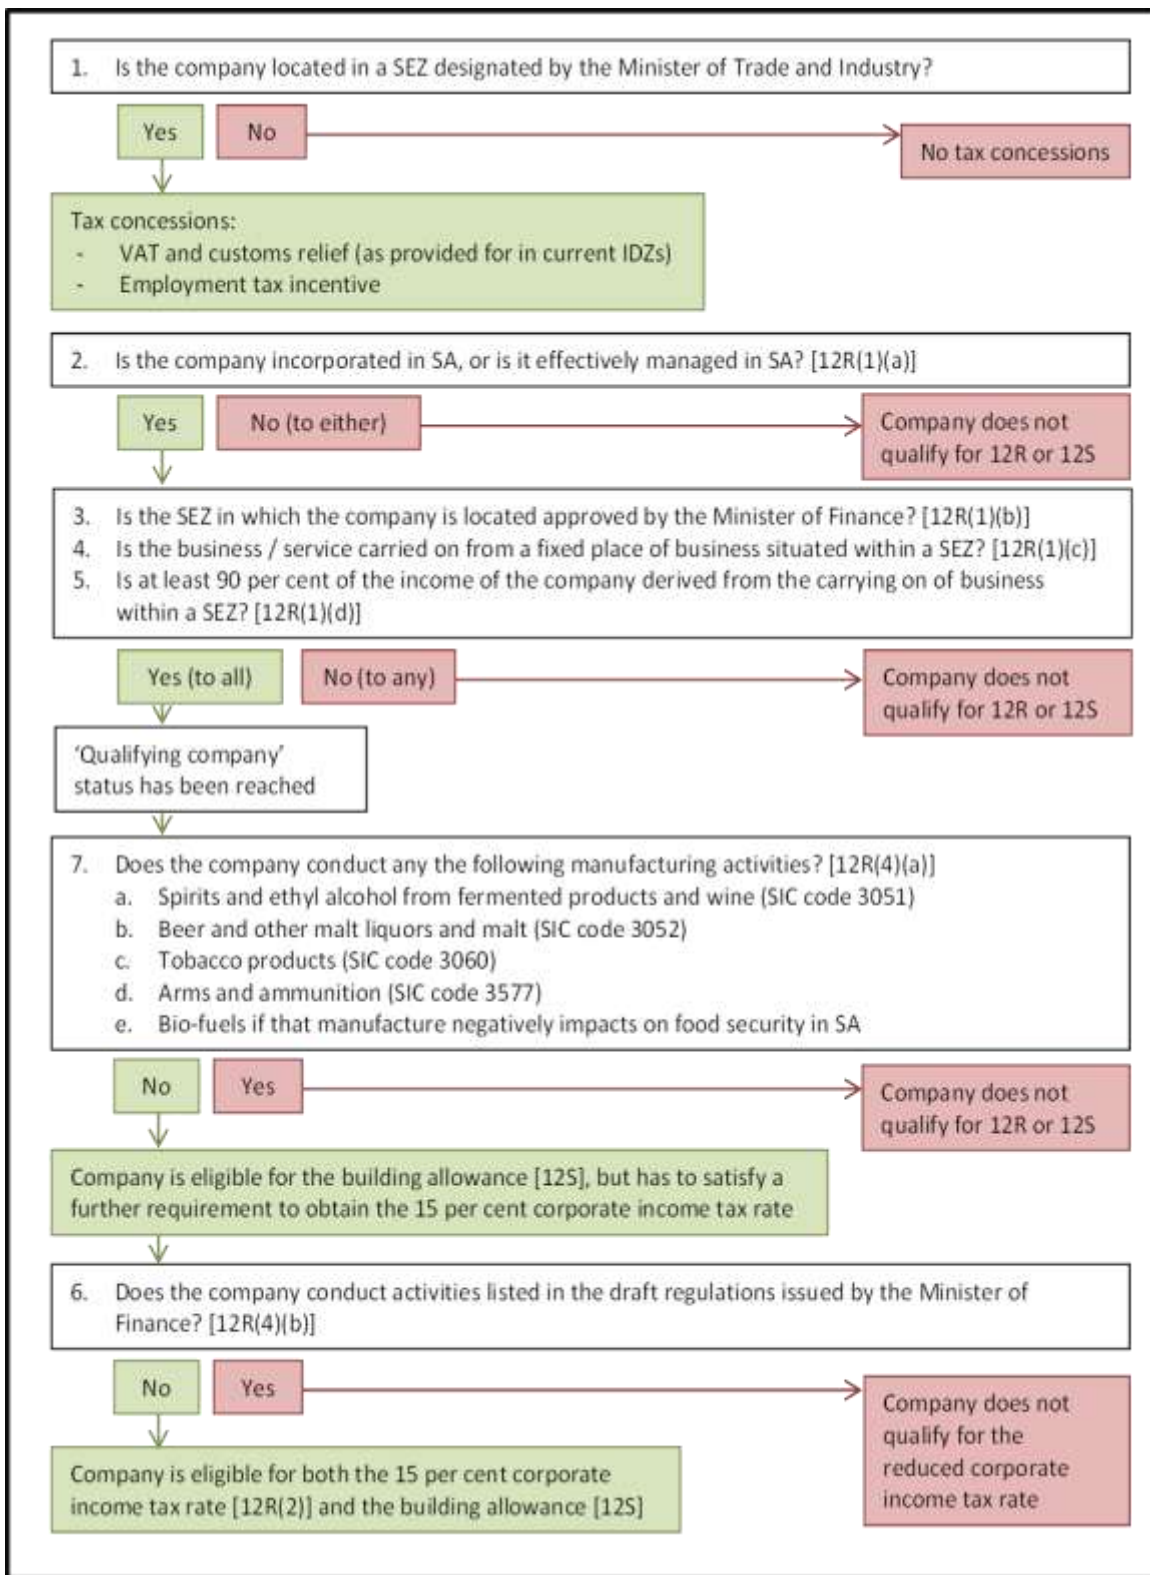 1. Is the company located in a SEZ designated by the Minister of Trade and Industry?
Yes
No
No tax concessions
Tax concessions:
- VAT and customs relief (as provided for in current IDZs)
- Employment tax incentive
2. Is the company incorporated in SA, or is it effectively managed in SA? [12R(1)(a)]
Yes
No (to either)
Company does not
qualify for 12R or 12S
3. Is the SEZ in which the company is located approved by the Minister of Finance? [12R(1)(b)]
4. Is the business / service carried on from a fixed place of business situated within a SEZ? [12R(1)(c)]
5. Is at least 90 per cent of the income of the company derived from the carrying on of business
within a SEZ? [12R(1)(d)]
Yes (to all)
No (to any)
Company does not
qualify for 12R or 12S
‘Qualifying company’
status has been reached
7. Does the company conduct any the following manufacturing activities? [12R(4)(a)]
a. Spirits and ethyl alcohol from fermented products and wine (SIC code 3051)
b. Beer and other malt liquors and malt (SIC code 3052)
c. Tobacco products (SIC code 3060)
d. Arms and ammunition (SIC code 3577)
e. Bio-fuels if that manufacture negatively impacts on food security in SA
No
Yes
Company does not
qualify for 12R or 12S
Company is eligible for the building allowance [12S], but has to satisfy a
further requirement to obtain the 15 per cent corporate income tax rate
6. Does the company conduct activities listed in the draft regulations issued by the Minister of
Finance? [12R(4)(b)]
No
Yes
Company does not
qualify for the
reduced corporate
income tax rate
Company is eligible for both the 15 per cent corporate
income tax rate [12R(2)] and the building allowance [12S]